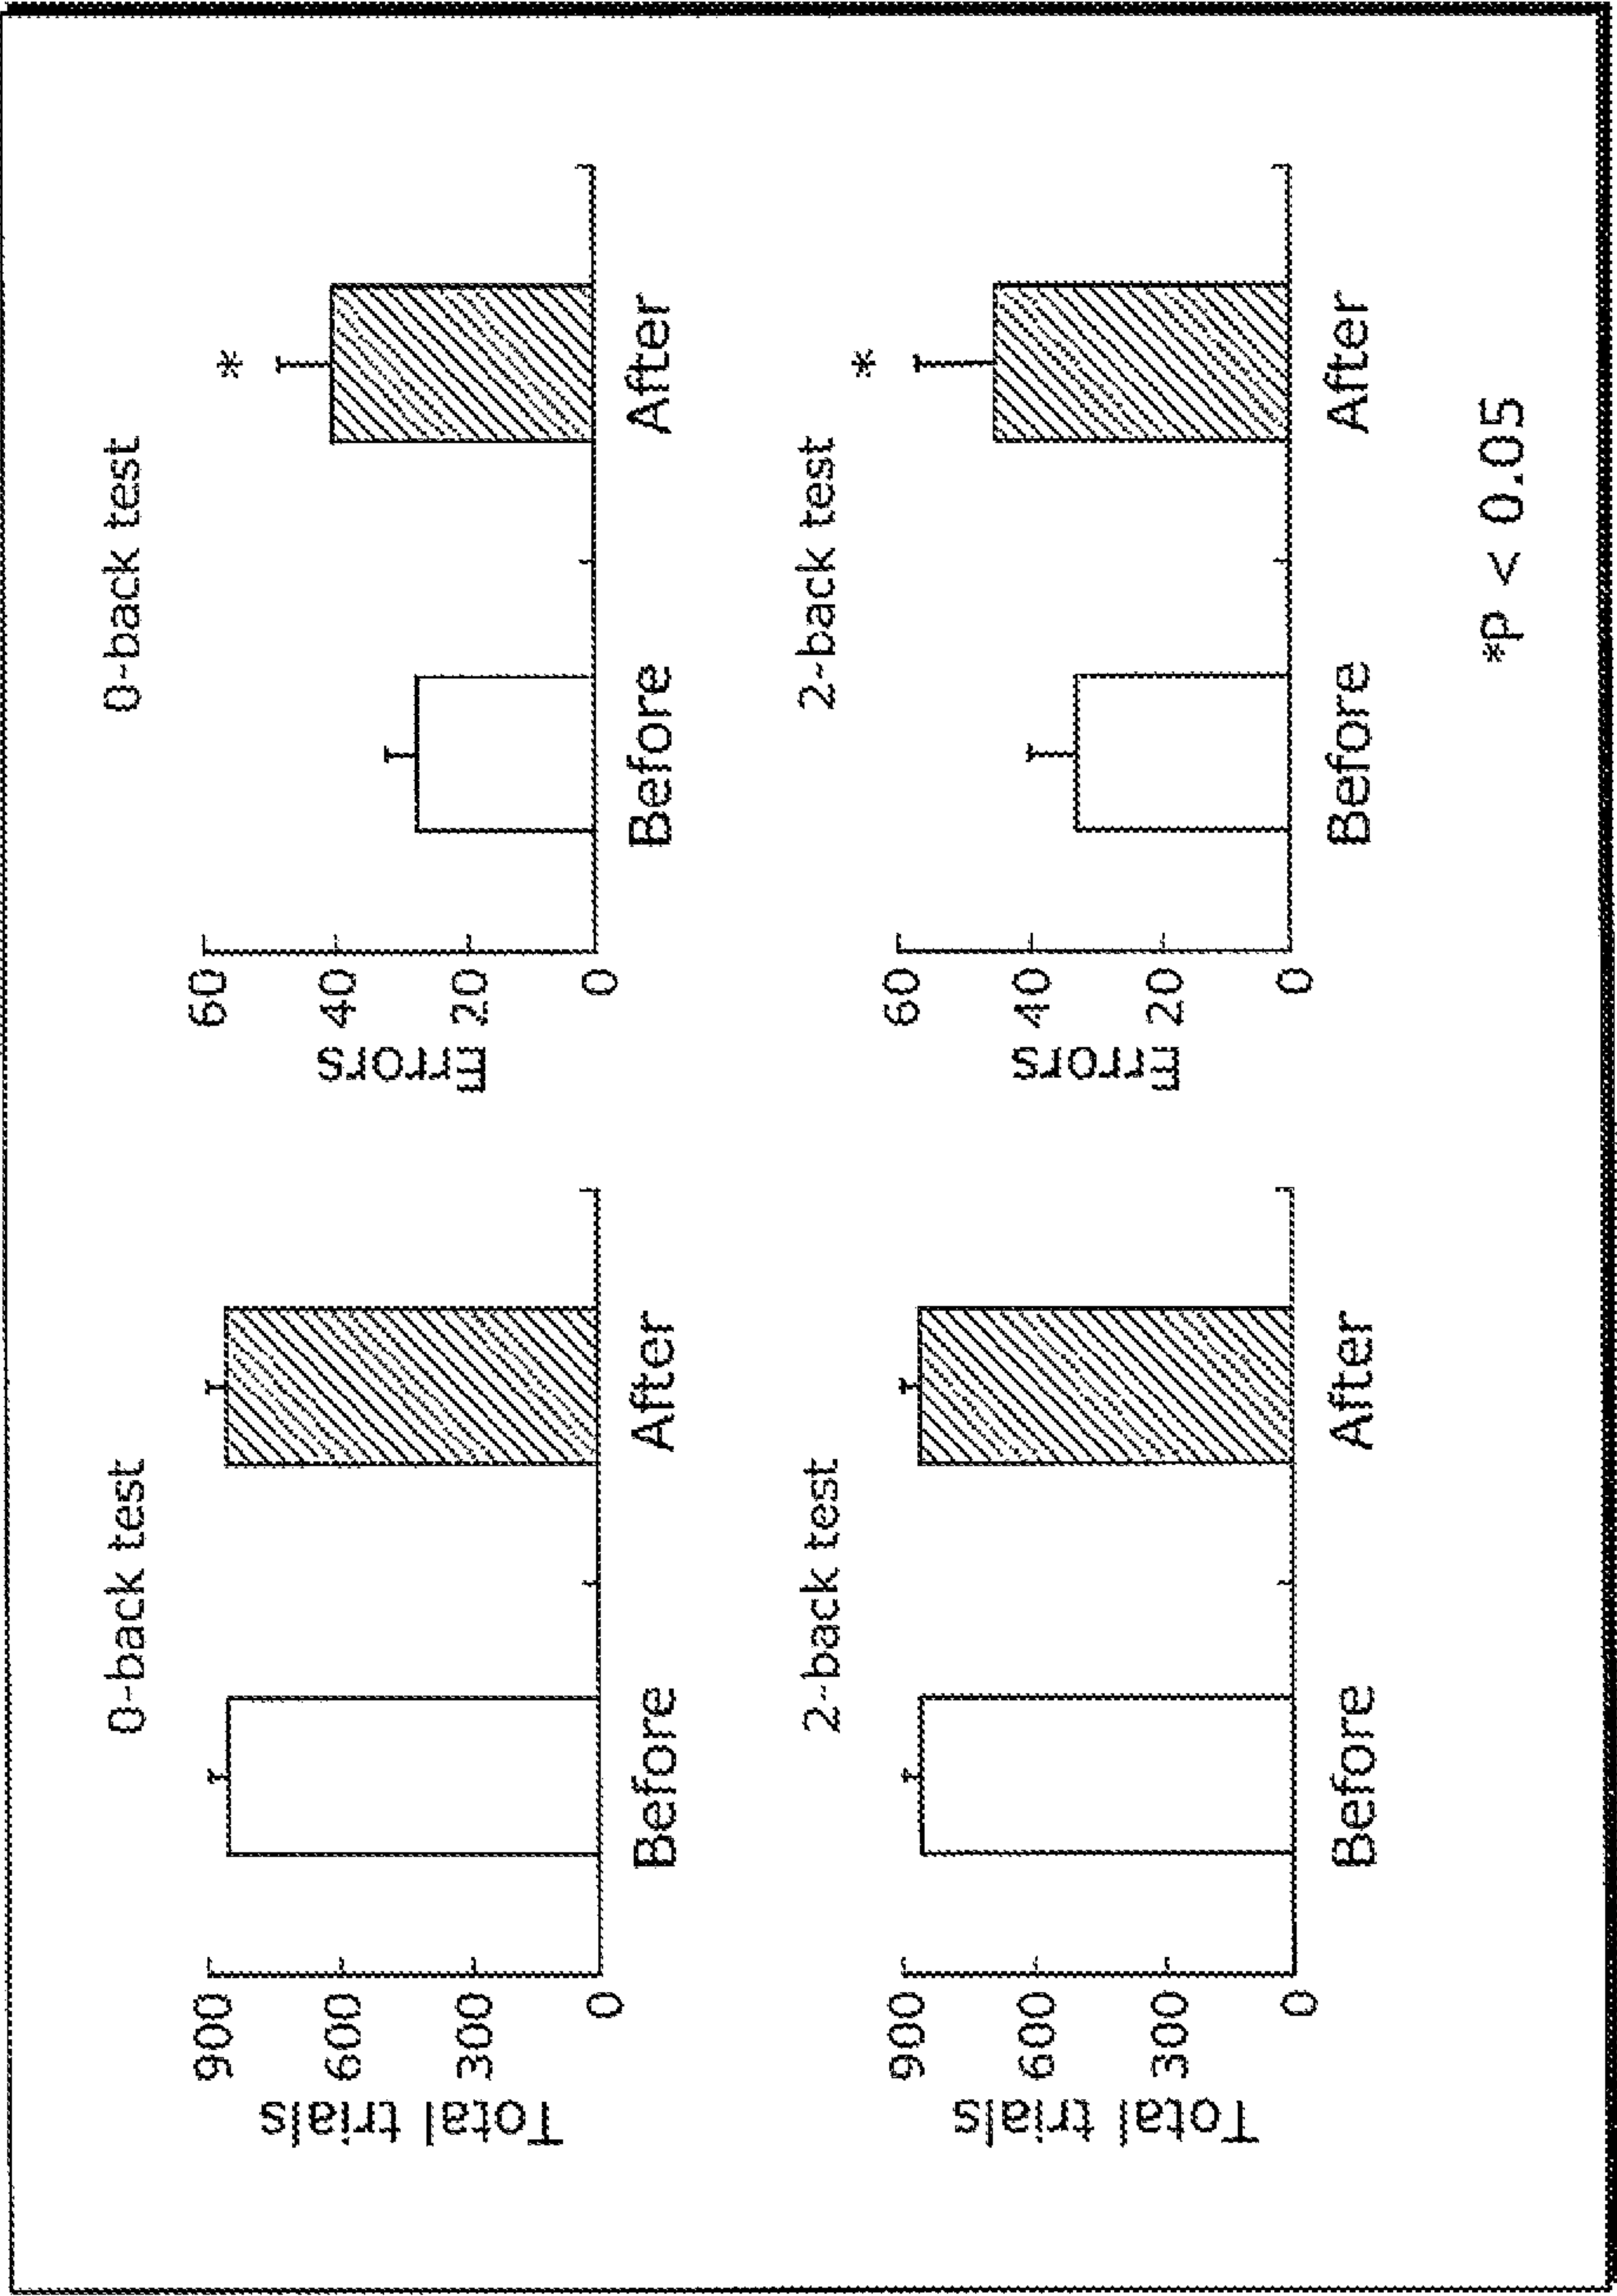 0-back test
Total trials
900
600
300
0
Before After
0-back test
Errors
60
40
20
0
Before After
*
2-back test
Total trials
900
600
300
0
Before After
2-back test
Errors
60
40
20
0
Before After
*
*P < 0.05